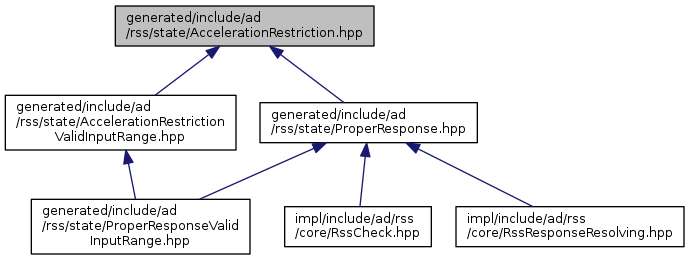 generated/include/ad
/rss/state/AccelerationRestriction.hpp
generated/include/ad
/rss/state/AccelerationRestriction
ValidInputRange.hpp
generated/include/ad
/rss/state/ProperResponse.hpp
generated/include/ad
/rss/state/ProperResponseValid
InputRange.hpp
impl/include/ad/rss
/core/RssCheck.hpp
impl/include/ad/rss
/core/RssResponseResolving.hpp